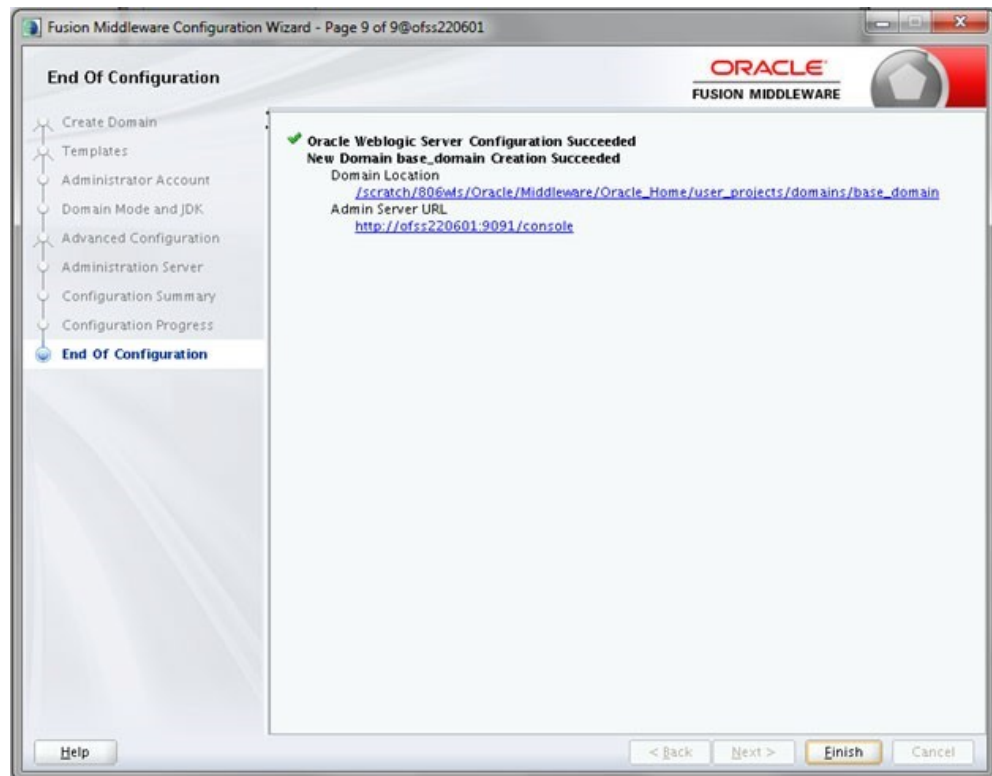 Fusion Middleware Configuration Wizard - Page 9 of 9@ofss220601
End Of Configuration
ORACLE
FUSION MIDDLEWARE
Create Domain
Templates
Administrator Account
Domain Mode and JDK
Advanced Configuration
Administration Server
Configuration Summary
Configuration Progress
End Of Configuration
Oracle Weblogic Server Configuration Succeeded
New Domain base_domain Creation Succeeded
Domain Location
/scratch/806wls/Oracle/Middleware/Oracle_Home/user_projects/domains/base_domain
Admin Server URL
http://ofss220601:9091/console
Help
< Back
Next >
Finish
Cancel